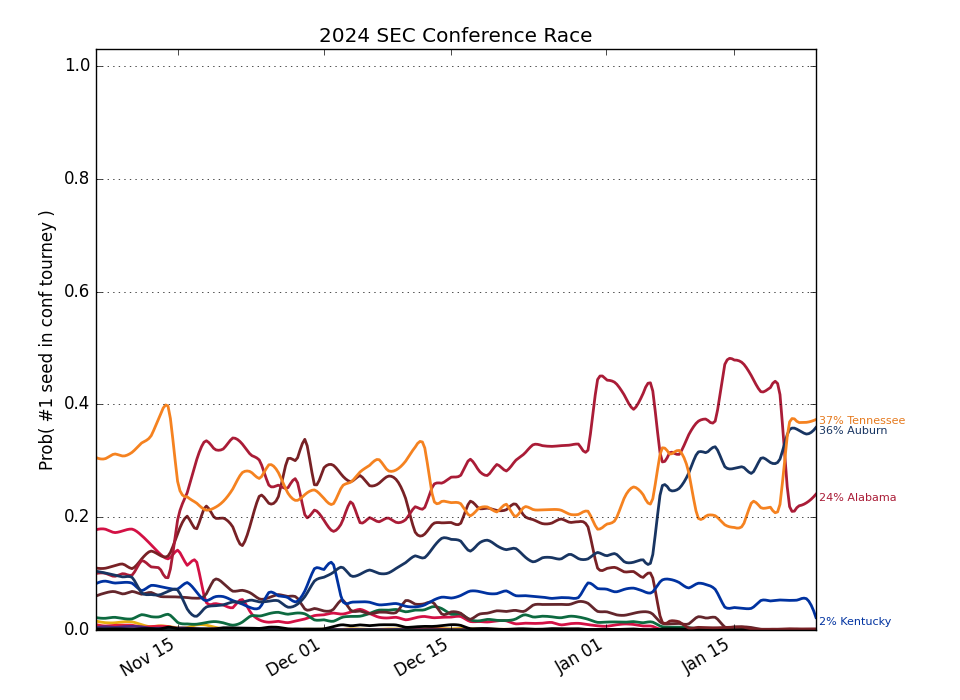 2024 SEC Conference Race
Prob( #1 seed in conf tourney )
1.0
0.8
0.6
0.4
0.2
0.0
37% Tennessee
36% Auburn
24% Alabama
2% Kentucky
Nov 15
Dec 01
Dec 15
Jan 01
Jan 15